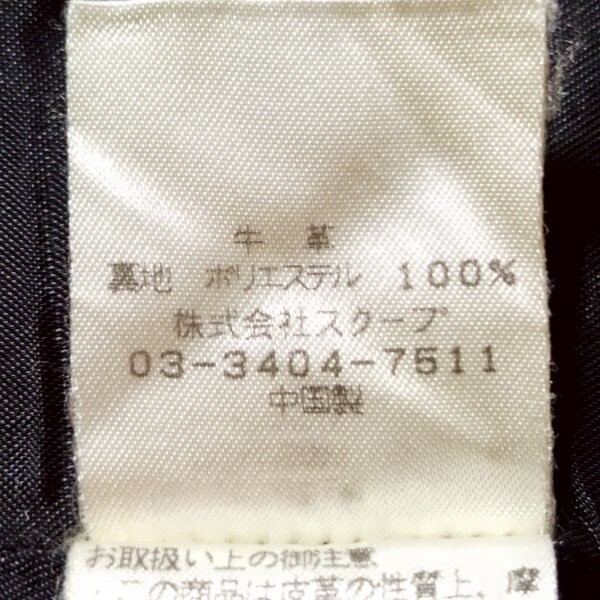 牛革
裏地 ポリエステル 100%
株式会社スクープ
03-3404-7511
中国製
お取扱い上の御注意
この商品は皮革の性質上、摩